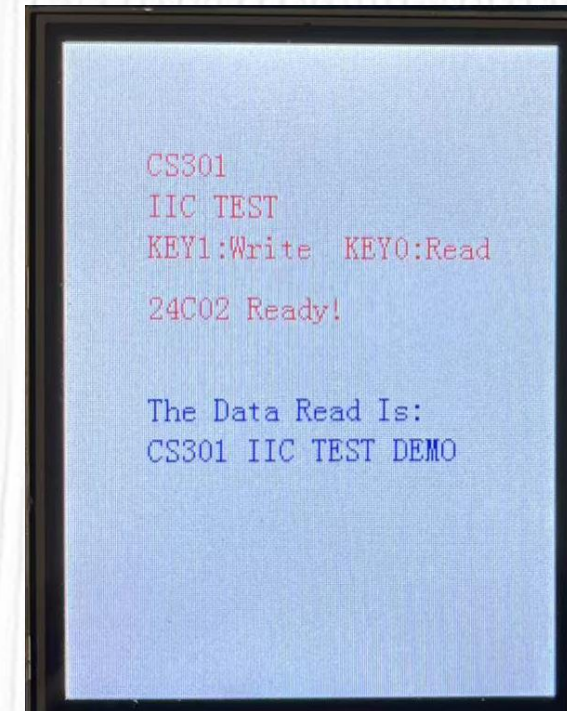 CS301
IIC TEST
KEY1:Write  KEY0:Read
24C02 Ready!
The Data Read Is:
CS301 IIC TEST DEMO